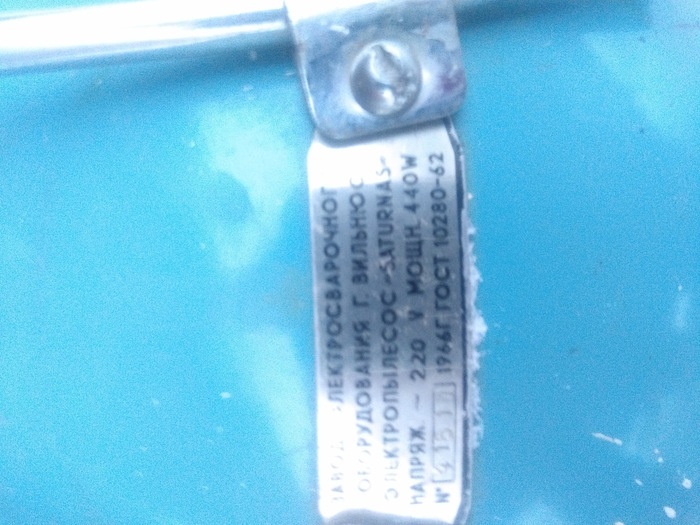 ЗАВОД ЭЛЕКТРОСВАРОЧНОГ
ОБОРУДОВАНИЯ Г. ВИЛЬНЮС
ЭЛЕКТРОПЫЛЕСОС „SATURNAS"
НАПРЯЖ. ~ 220 V МОЩН. 440W
№ 1966Г ГОСТ 10280-62